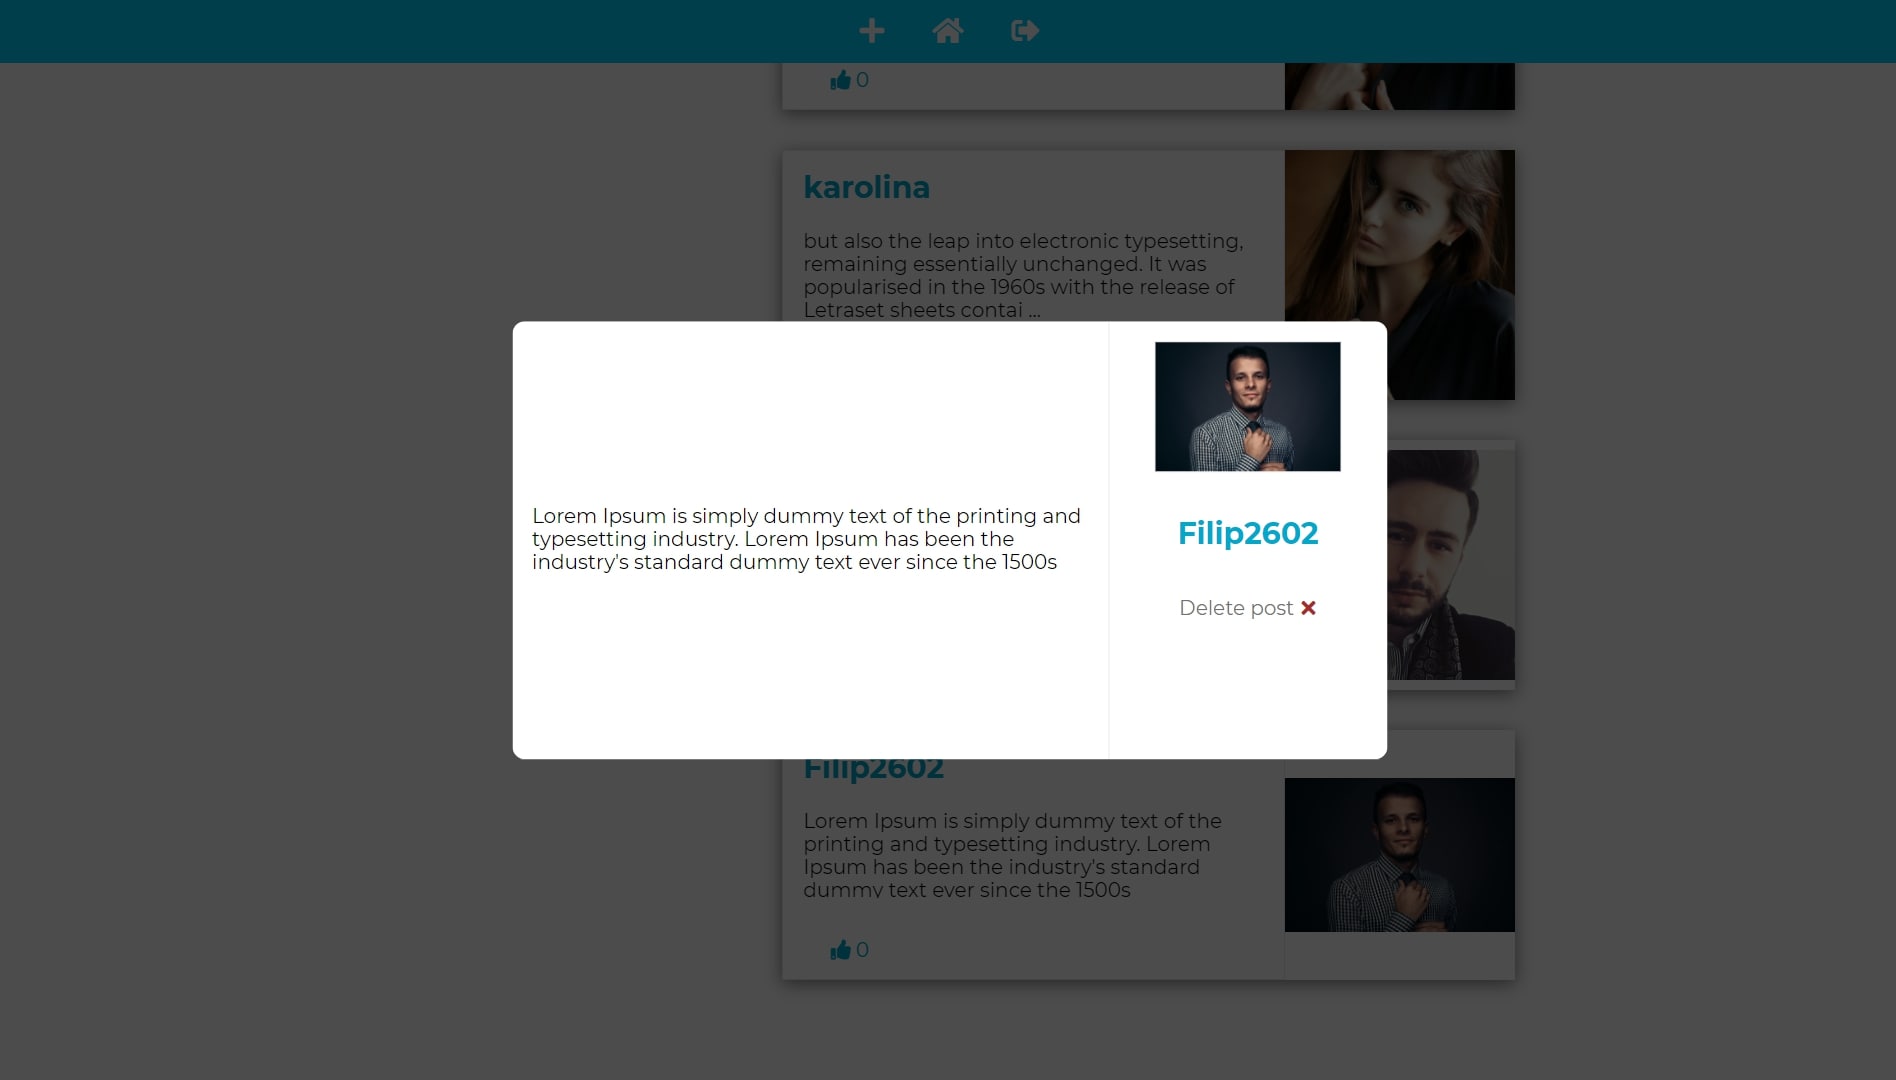 0
karolina
but also the leap into electronic typesetting,
remaining essentially unchanged. It was
popularised in the 1960s with the release of
Letraset sheets contai ...
Lorem Ipsum is simply dummy text of the printing and
typesetting industry. Lorem Ipsum has been the
industry's standard dummy text ever since the 1500s
Filip2602
Delete post
Filip2602
Lorem Ipsum is simply dummy text of the
printing and typesetting industry. Lorem
Ipsum has been the industry's standard
dummy text ever since the 1500s
0